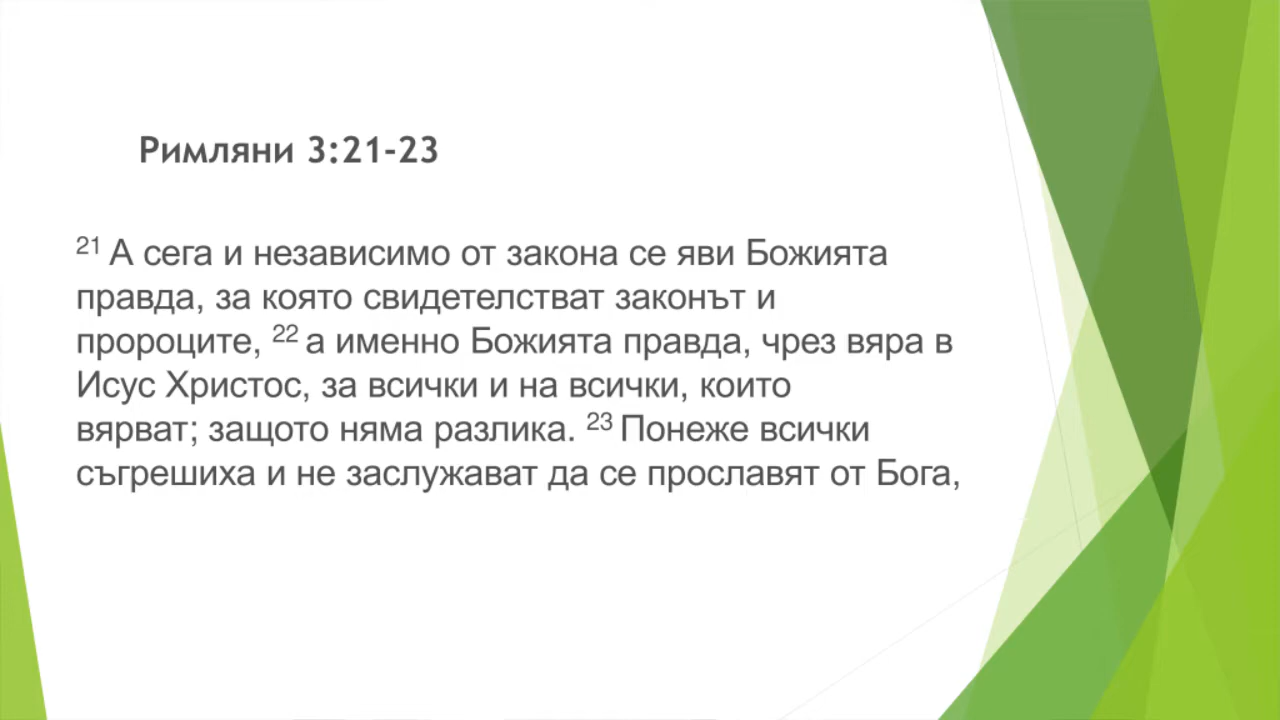 Римляни 3:21-23
21 А сега и независимо от закона се яви Божията
правда, за която свидетелстват законът и
пророците, 22 а именно Божията правда, чрез вяра в
Исус Христос, за всички и на всички, които
вярват; защото няма разлика. 23 Понеже всички
съгрешиха и не заслужават да се прославят от Бога,